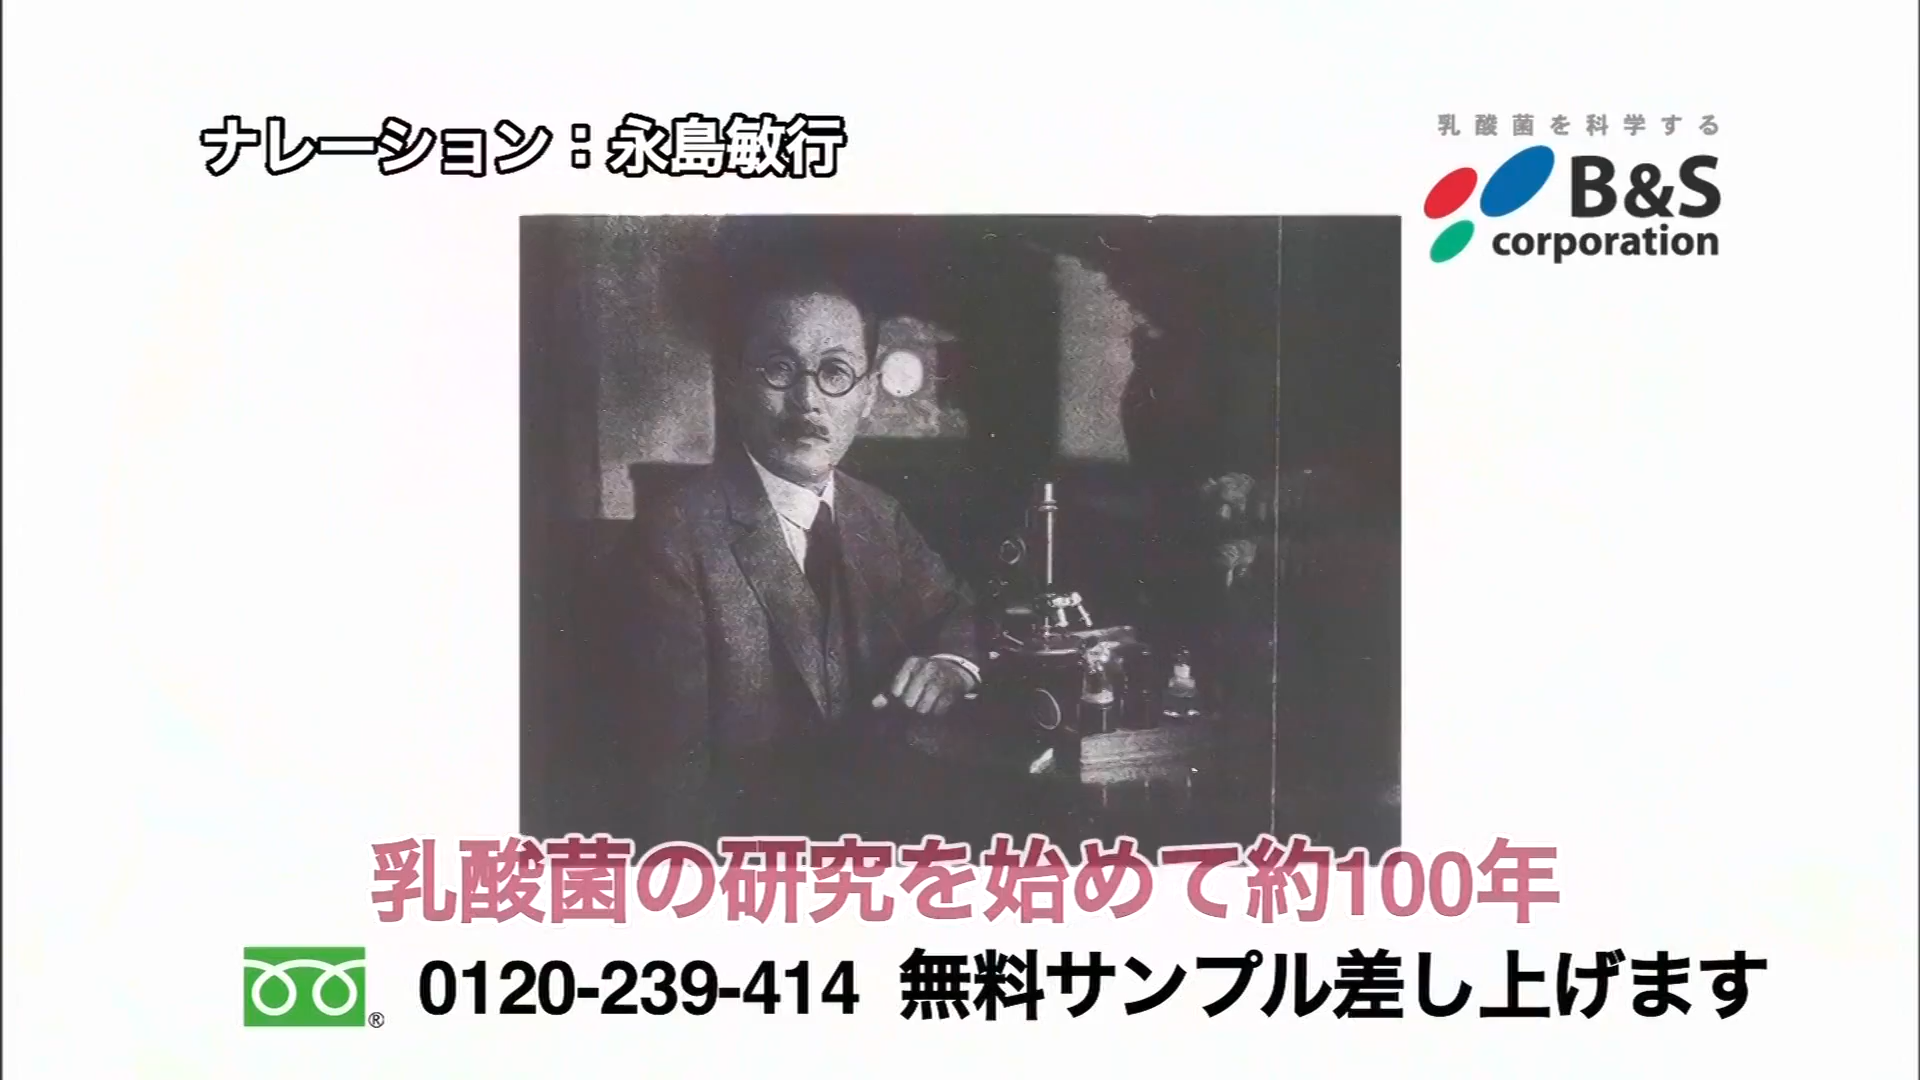 ナレーション：永島敏行
乳酸菌を科学する
B&S
corporation
乳酸菌の研究を始めて約100年
0120-239-414 無料サンプル差し上げます
®